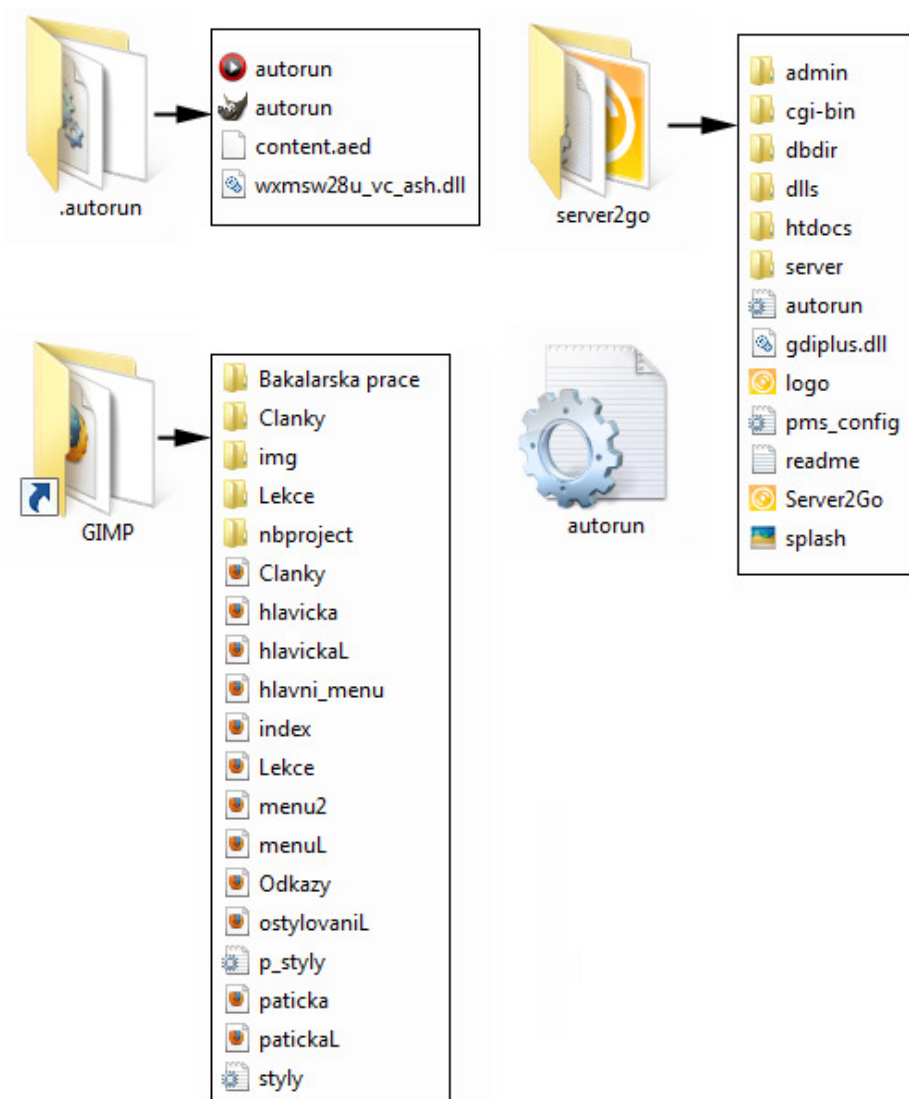 .autorun
autorun
autorun
content.aed
wxmsw28u_vc_ash.dll
server2go
admin
cgi-bin
dbdir
dlls
htdocs
server
autorun
gdiplus.dll
logo
pms_config
readme
Server2Go
splash
GIMP
Bakalarska prace
Clanky
img
Lekce
nbproject
Clanky
hlavicka
hlavickaL
hlavni_menu
index
Lekce
menu2
menuL
Odkazy
ostylovaniL
p_styly
paticka
patickaL
styly
autorun